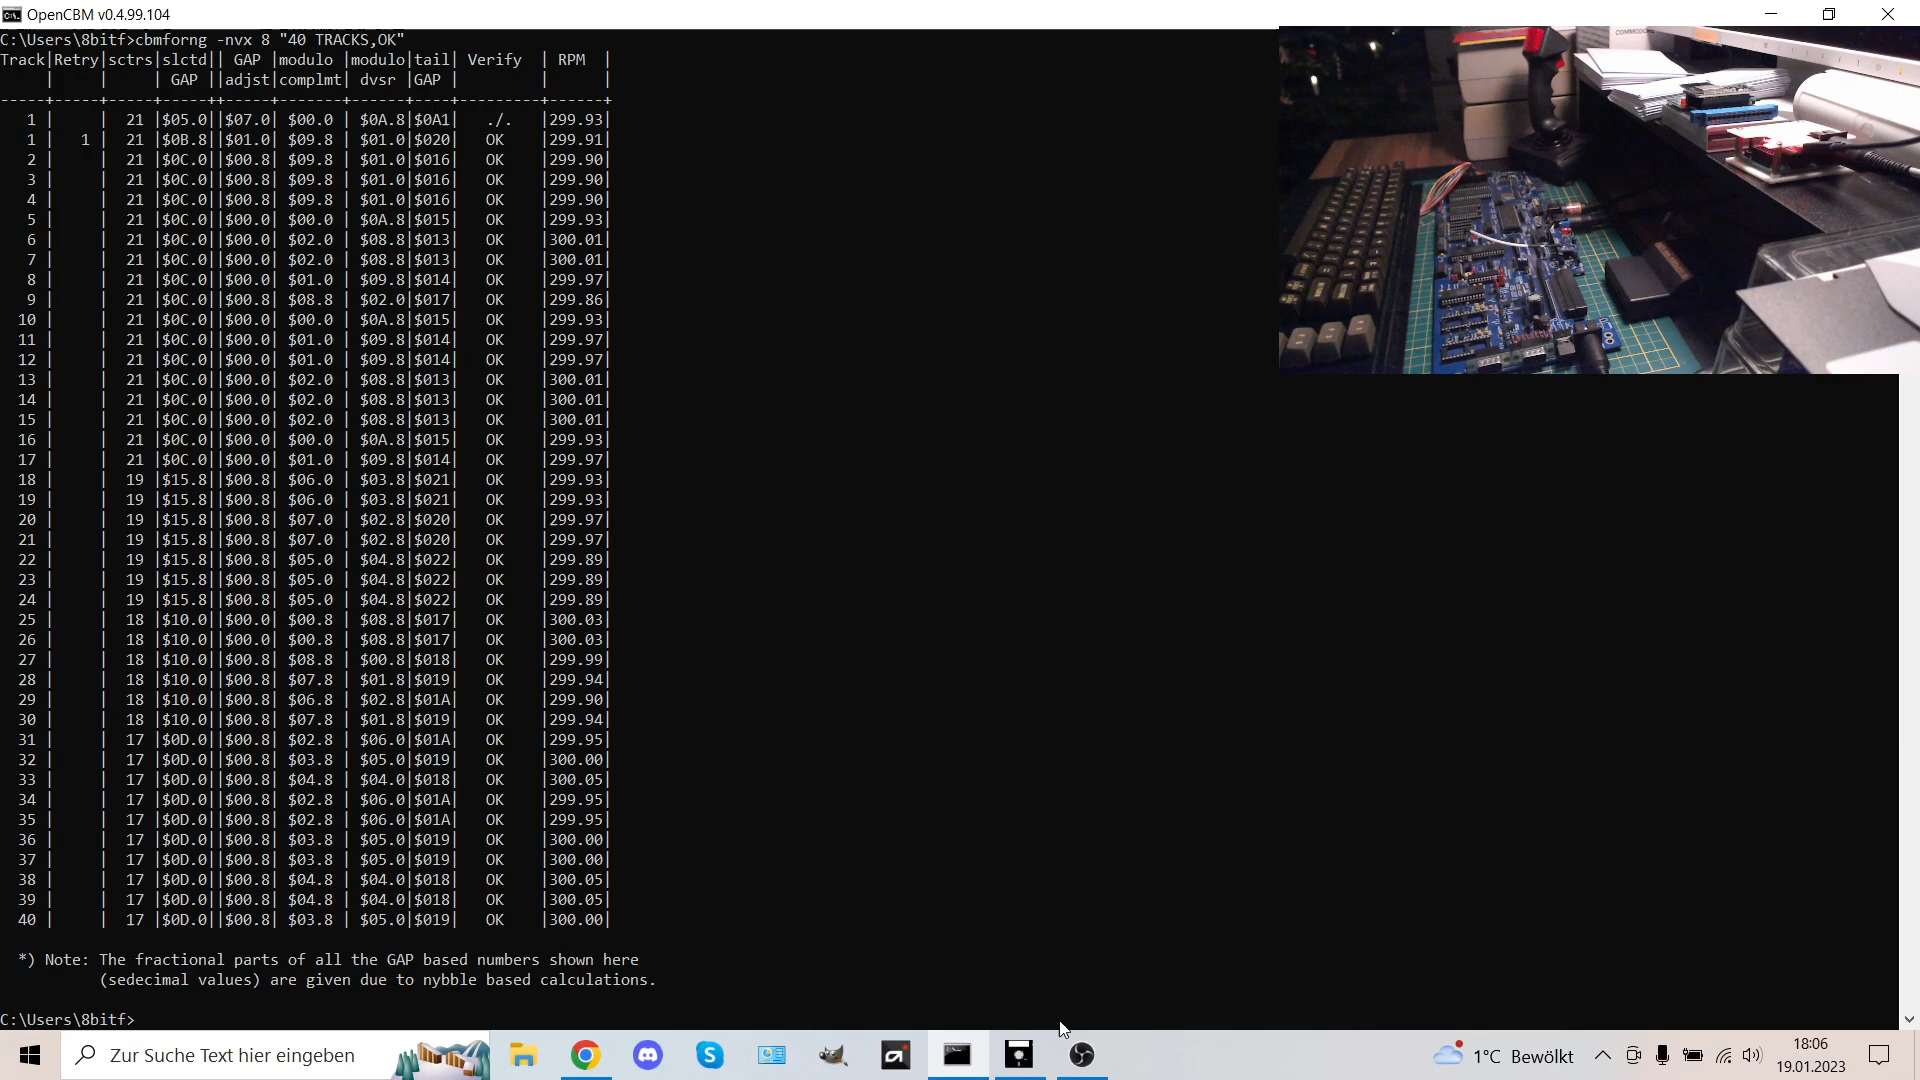 OpenCBM v0.4.99.104
C:\Users\8bitf>cbmforng -nvx 8 "40 TRACKS,OK"
Track|Retry|sctrs|slctd|| GAP |modulo |modulo|tail| Verify | RPM |
| | | GAP ||adjst|complmt| dvsr |GAP | | |
-----+-----+-----+-----++-----+-------+------+----+---------+------+
1 | | 21 |$05.0||$07.0| $00.0 | $0A.8|$0A1| ./. |299.93|
1 | 1 | 21 |$0B.8||$01.0| $09.8 | $01.0|$020| OK |299.91|
2 | | 21 |$0C.0||$00.8| $09.8 | $01.0|$016| OK |299.90|
3 | | 21 |$0C.0||$00.8| $09.8 | $01.0|$016| OK |299.90|
4 | | 21 |$0C.0||$00.8| $09.8 | $01.0|$016| OK |299.90|
5 | | 21 |$0C.0||$00.0| $00.0 | $0A.8|$015| OK |299.93|
6 | | 21 |$0C.0||$00.0| $02.0 | $08.8|$013| OK |300.01|
7 | | 21 |$0C.0||$00.0| $02.0 | $08.8|$013| OK |300.01|
8 | | 21 |$0C.0||$00.0| $01.0 | $09.8|$014| OK |299.97|
9 | | 21 |$0C.0||$00.8| $08.8 | $02.0|$017| OK |299.86|
10 | | 21 |$0C.0||$00.0| $00.0 | $0A.8|$015| OK |299.93|
11 | | 21 |$0C.0||$00.0| $01.0 | $09.8|$014| OK |299.97|
12 | | 21 |$0C.0||$00.0| $01.0 | $09.8|$014| OK |299.97|
13 | | 21 |$0C.0||$00.0| $02.0 | $08.8|$013| OK |300.01|
14 | | 21 |$0C.0||$00.0| $02.0 | $08.8|$013| OK |300.01|
15 | | 21 |$0C.0||$00.0| $02.0 | $08.8|$013| OK |300.01|
16 | | 21 |$0C.0||$00.0| $00.0 | $0A.8|$015| OK |299.93|
17 | | 21 |$0C.0||$00.0| $01.0 | $09.8|$014| OK |299.97|
18 | | 19 |$15.8||$00.8| $06.0 | $03.8|$021| OK |299.93|
19 | | 19 |$15.8||$00.8| $06.0 | $03.8|$021| OK |299.93|
20 | | 19 |$15.8||$00.8| $07.0 | $02.8|$020| OK |299.97|
21 | | 19 |$15.8||$00.8| $07.0 | $02.8|$020| OK |299.97|
22 | | 19 |$15.8||$00.8| $05.0 | $04.8|$022| OK |299.89|
23 | | 19 |$15.8||$00.8| $05.0 | $04.8|$022| OK |299.89|
24 | | 19 |$15.8||$00.8| $05.0 | $04.8|$022| OK |299.89|
25 | | 18 |$10.0||$00.0| $00.8 | $08.8|$017| OK |300.03|
26 | | 18 |$10.0||$00.0| $00.8 | $08.8|$017| OK |300.03|
27 | | 18 |$10.0||$00.8| $08.8 | $00.8|$018| OK |299.99|
28 | | 18 |$10.0||$00.8| $07.8 | $01.8|$019| OK |299.94|
29 | | 18 |$10.0||$00.8| $06.8 | $02.8|$01A| OK |299.90|
30 | | 18 |$10.0||$00.8| $07.8 | $01.8|$019| OK |299.94|
31 | | 17 |$0D.0||$00.8| $02.8 | $06.0|$01A| OK |299.95|
32 | | 17 |$0D.0||$00.8| $03.8 | $05.0|$019| OK |300.00|
33 | | 17 |$0D.0||$00.8| $04.8 | $04.0|$018| OK |300.05|
34 | | 17 |$0D.0||$00.8| $02.8 | $06.0|$01A| OK |299.95|
35 | | 17 |$0D.0||$00.8| $02.8 | $06.0|$01A| OK |299.95|
36 | | 17 |$0D.0||$00.8| $03.8 | $05.0|$019| OK |300.00|
37 | | 17 |$0D.0||$00.8| $03.8 | $05.0|$019| OK |300.00|
38 | | 17 |$0D.0||$00.8| $04.8 | $04.0|$018| OK |300.05|
39 | | 17 |$0D.0||$00.8| $04.8 | $04.0|$018| OK |300.05|
40 | | 17 |$0D.0||$00.8| $03.8 | $05.0|$019| OK |300.00|
*) Note: The fractional parts of all the GAP based numbers shown here
(sedecimal values) are given due to nybble based calculations.
C:\Users\8bitf>
Zur Suche Text hier eingeben
1°C Bewölkt
18:06
19.01.2023